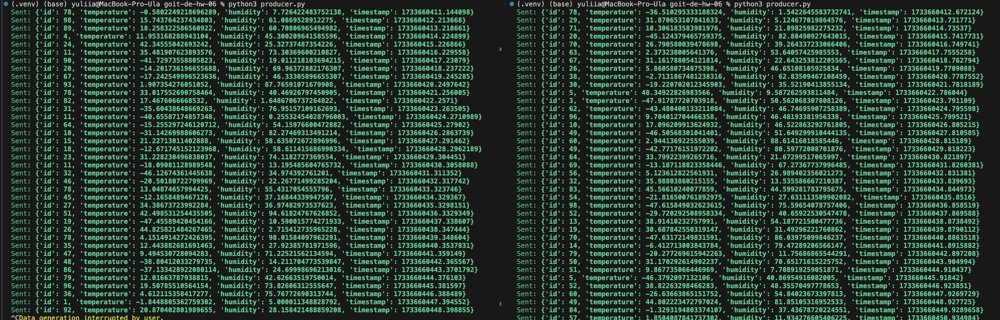 (.venv) (base) yuliia@MacBook-Pro-Ula goit-de-hw-06 % python3 producer.py
Sent: {'id': 78, 'temperature': -0.5802249218696289, 'humidity': 7.726422483752138, 'timestamp': 1733660411.144098}
Sent: {'id': 98, 'temperature': 15.743764237434803, 'humidity': 61.0869528912275, 'timestamp': 1733660412.213668}
Sent: {'id': 89, 'temperature': 18.258322586560922, 'humidity': 60.70806965494982, 'timestamp': 1733660413.218661}
Sent: {'id': 4, 'temperature': 11.953168288943104, 'humidity': 45.300209641585596, 'timestamp': 1733660414.224899}
Sent: {'id': 24, 'temperature': 42.34555042693242, 'humidity': 25.32737487354226, 'timestamp': 1733660415.226866}
Sent: {'id': 11, 'temperature': 35.481907623893576, 'humidity': 73.30369600210827, 'timestamp': 1733660416.229558}
Sent: {'id': 90, 'temperature': -41.72973558805823, 'humidity': 19.011218103694215, 'timestamp': 1733660417.23079}
Sent: {'id': 20, 'temperature': -14.201736196655688, 'humidity': 69.96372882176307, 'timestamp': 1733660418.237222}
Sent: {'id': 67, 'temperature': -17.242549996523636, 'humidity': 46.33305896655307, 'timestamp': 1733660419.245285}
Sent: {'id': 93, 'temperature': 1.907354276051052, 'humidity': 87.76591071679908, 'timestamp': 1733660420.2497642}
Sent: {'id': 78, 'temperature': 33.017552690758464, 'humidity': 40.46926797450905, 'timestamp': 1733660421.256005}
Sent: {'id': 82, 'temperature': 17.4676066668532, 'humidity': 1.6486706737264822, 'timestamp': 1733660422.2571}
Sent: {'id': 31, 'temperature': -35.604386486692​63, 'humidity': 76.95157109162693, 'timestamp': 1733660423.263505}
Sent: {'id': 11, 'temperature': -40.65587174857348, 'humidity': 0.25532454028796003, 'timestamp': 1733660424.2710989}
Sent: {'id': 64, 'temperature': -15.255297246120712, 'humidity': 54.15976600472882, 'timestamp': 1733660425.27902}
Sent: {'id': 10, 'temperature': -31.14269988606273, 'humidity': 82.27469313491214, 'timestamp': 1733660426.2863739}
Sent: {'id': 15, 'temperature': 21.227130114​02888, 'humidity': 58.635072672896996, 'timestamp': 1733660427.291462}
Sent: {'id': 18, 'temperature': -12.671745152123968, 'humidity': 58.611415686990334, 'timestamp': 1733660428.2962189}
Sent: {'id': 23, 'temperature': 31.228230496838037, 'humidity': 74.1182727369554, 'timestamp': 1733660429.304451}
Sent: {'id': 11, 'temperature': -18.09081128989548, 'humidity': 13.195485604765732, 'timestamp': 1733660430.3058088}
Sent: {'id': 32, 'temperature': -46.12674361445638, 'humidity': 34.974392761201, 'timestamp': 1733660431.311352}
Sent: {'id': 46, 'temperature': -20.50180722799969, 'humidity': 22.26771499285204, 'timestamp': 1733660432.317742}
Sent: {'id': 78, 'temperature': 13.04874657994425, 'humidity': 55.4317054555796, 'timestamp': 1733660433.323746}
Sent: {'id': 45, 'temperature': -12.1658489467126, 'humidity': 37.16844339947507, 'timestamp': 1733660434.329367}
Sent: {'id': 27, 'temperature': 34.38673723992284, 'humidity': 36.97482973537623, 'timestamp': 1733660435.3298151}
Sent: {'id': 51, 'temperature': 42.498531254435505, 'humidity': 94.61824767626852, 'timestamp': 1733660436.3329349}
Sent: {'id': 19, 'temperature': -47.45589420454166, 'humidity': 10.590015774271933, 'timestamp': 1733660437.338607}
Sent: {'id': 26, 'temperature': 44.825821484267465, 'humidity': 2.715412735965228, 'timestamp': 1733660438.347444}
Sent: {'id': 78, 'temperature': 4.1514914272426395, 'humidity': 98.01584097962291, 'timestamp': 1733660439.348604}
Sent: {'id': 35, 'temperature': 12.443882681691463, 'humidity': 27.92385781971596, 'timestamp': 1733660440.3537831}
Sent: {'id': 47, 'temperature': 9.494530728094283, 'humidity': 71.22521562134594, 'timestamp': 1733660441.359149}
Sent: {'id': 48, 'temperature': -38.80412033279735, 'humidity': 14.211704773539847, 'timestamp': 1733660442.365567}
Sent: {'id': 86, 'temperature': -37.133428922080114, 'humidity': 24.69998696213016, 'timestamp': 1733660443.3701792}
Sent: {'id': 79, 'temperature': 12.01663787938815, 'humidity': 42.62663519750014, 'timestamp': 1733660444.376103}
Sent: {'id': 96, 'temperature': 19.50785510564154, 'humidity': 73.82606312555647, 'timestamp': 1733660445.381597}
Sent: {'id': 36, 'temperature': 4.612115358417277, 'humidity': 75.76772690313744, 'timestamp': 1733660446.388489}
Sent: {'id': 1, 'temperature': -1.8448805362759302, 'humidity': 5.000011348828792, 'timestamp': 1733660447.394552}
Sent: {'id': 92, 'temperature': 20.870402801989655, 'humidity': 28.158421488859208, 'timestamp': 1733660448.398855}
^CData generation interrupted by user.
(.venv) (base) yuliia@MacBook-Pro-Ula goit-de-hw-06 % python3 producer.py
Sent: {'id': 78, 'temperature': -36.510295333188324, 'humidity': 1.5422645583732741, 'timestamp': 1733660412.672124}
Sent: {'id': 29, 'temperature': 31.870653107841633, 'humidity': 5.124677019864576, 'timestamp': 1733660413.731771}
Sent: {'id': 71, 'temperature': 10.306183583981976, 'humidity': 21.89825982275232, 'timestamp': 1733660414.73537}
Sent: {'id': 20, 'temperature': -45.124379465759375, 'humidity': 82.80490927643015, 'timestamp': 1733660415.7417731}
Sent: {'id': 70, 'temperature': 26.790580039478698, 'humidity': 39.264337233066406, 'timestamp': 1733660416.749741}
Sent: {'id': 63, 'temperature': 2.373238005641376, 'humidity': 53.64057425985553, 'timestamp': 1733660417.7555258}
Sent: {'id': 67, 'temperature': 31.161788054121814, 'humidity': 22.643253812205565, 'timestamp': 1733660418.762794}
Sent: {'id': 26, 'temperature': 5.860580734875398, 'humidity': 46.65108105925834, 'timestamp': 1733660419.7709088}
Sent: {'id': 38, 'temperature': -2.7131867481238316, 'humidity': 62.83509467108459, 'timestamp': 1733660420.7787552}
Sent: {'id': 30, 'temperature': -19.220702012345903, 'humidity': 35.52190413855134, 'timestamp': 1733660421.7818189}
Sent: {'id': 5, 'temperature': 48.34922826983566, 'humidity': 9.587262593811484, 'timestamp': 1733660422.786044}
Sent: {'id': 3, 'temperature': -47.91787720703918, 'humidity': 50.562068307808126, 'timestamp': 1733660423.791109}
Sent: {'id': 62, 'temperature': -43.480400133211084, 'humidity': 46.74695907258389, 'timestamp': 1733660424.795598}
Sent: {'id': 96, 'temperature': 9.704012704466358, 'humidity': 46.48193381956338, 'timestamp': 1733660425.799521}
Sent: {'id': 10, 'temperature': 17.096209913624932, 'humidity': 46.522863292761805, 'timestamp': 1733660426.805215}
Sent: {'id': 49, 'temperature': -46.50568301041401, 'humidity': 51.649299910444135, 'timestamp': 1733660427.810585}
Sent: {'id': 60, 'temperature': 2.944136922555039, 'humidity': 88.61416018585446, 'timestamp': 1733660428.815189}
Sent: {'id': 49, 'temperature': -42.77176151972202, 'humidity': 80.59772008701876, 'timestamp': 1733660429.818223}
Sent: {'id': 64, 'temperature': 33.79922399265716, 'humidity': 21.67299517065997, 'timestamp': 1733660430.821897}
Sent: {'id': 69, 'temperature': -13.187118823358446, 'humidity': 67.27367737996485, 'timestamp': 1733660431.8260381}
Sent: {'id': 56, 'temperature': 5.123612822561931, 'humidity': 26.989402356021273, 'timestamp': 1733660432.831381}
Sent: {'id': 32, 'temperature': 35.98803860215155, 'humidity': 13.535586667210387, 'timestamp': 1733660433.839693}
Sent: {'id': 83, 'temperature': 45.56610240077859, 'humidity': 44.599281783795675, 'timestamp': 1733660434.844973}
Sent: {'id': 54, 'temperature': -21.816500761892975, 'humidity': 27.631113509902082, 'timestamp': 1733660435.8516}
Sent: {'id': 98, 'temperature': -47.615849032623615, 'humidity': 75.59654078757406, 'timestamp': 1733660436.858519}
Sent: {'id': 52, 'temperature': -29.720292508958334, 'humidity': 40.65922530547478, 'timestamp': 1733660437.869588}
Sent: {'id': 13, 'temperature': 38.91410232757991, 'humidity': 54.187721500477736, 'timestamp': 1733660438.8738492}
Sent: {'id': 19, 'temperature': 30.687842550319147, 'humidity': 31.49296221760862, 'timestamp': 1733660439.8790112}
Sent: {'id': 70, 'temperature': -47.63172149831591, 'humidity': 86.03975099846237, 'timestamp': 1733660440.8863518}
Sent: {'id': 14, 'temperature': -6.412713003843784, 'humidity': 79.47289206566147, 'timestamp': 1733660441.8915882}
Sent: {'id': 79, 'temperature': -20.277269615942263, 'humidity': 11.75686865544291, 'timestamp': 1733660442.897208}
Sent: {'id': 50, 'temperature': 31.170292614902237, 'humidity': 70.65171615225752, 'timestamp': 1733660443.904994}
Sent: {'id': 51, 'temperature': 9.867735066446969, 'humidity': 7.708919259051871, 'timestamp': 1733660444.910437}
Sent: {'id': 5, 'temperature': -46.3792097132106, 'humidity': 40.86954916082005, 'timestamp': 1733660445.91842}
Sent: {'id': 52, 'temperature': 38.82263298466283, 'humidity': 48.35570497778653, 'timestamp': 1733660446.923851}
Sent: {'id': 60, 'temperature': -26.63663865151752, 'humidity': 54.84023673397813, 'timestamp': 1733660447.9269729}
Sent: {'id': 49, 'temperature': 44.802223472797024, 'humidity': 81.85105316952533, 'timestamp': 1733660448.927725}
Sent: {'id': 84, 'temperature': -1.3293194803374107, 'humidity': 37.43678720224551, 'timestamp': 1733660449.9289658}
Sent: {'id': 57, 'temperature': 1.8504087841737302, 'humidity': 11.934276605406225, 'timestamp': 1733660450.934984}